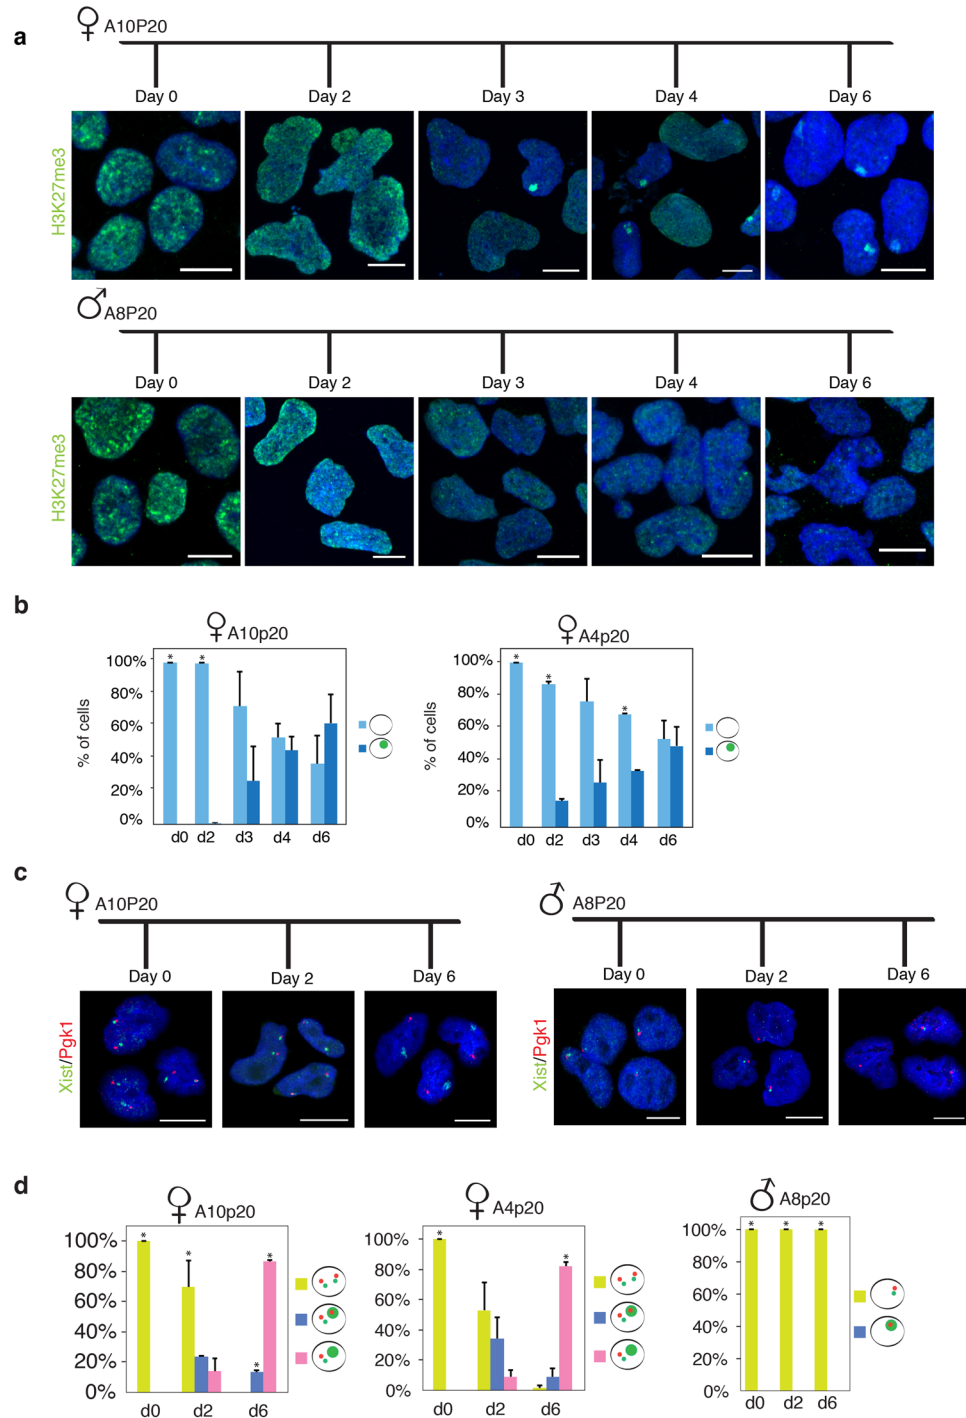 a
♀ A10P20
Day 0 Day 2 Day 3 Day 4 Day 6
H3K27me3
♂ A8P20
Day 0 Day 2 Day 3 Day 4 Day 6
H3K27me3
b
♀ A10p20
100%
80%
60%
40%
20%
0%
% of cells
* *
d0 d2 d3 d4 d6
♀ A4p20
100%
80%
60%
40%
20%
0%
% of cells
* * *
d0 d2 d3 d4 d6
c
♀ A10P20
Day 0 Day 2 Day 6
Xist/Pgk1
♂ A8P20
Day 0 Day 2 Day 6
Xist/Pgk1
d
♀ A10p20
100%
80%
60%
40%
20%
0%
* * * *
d0 d2 d6
♀ A4p20
100%
80%
60%
40%
20%
0%
* *
d0 d2 d6
♂ A8p20
100%
80%
60%
40%
20%
0%
* * *
d0 d2 d6